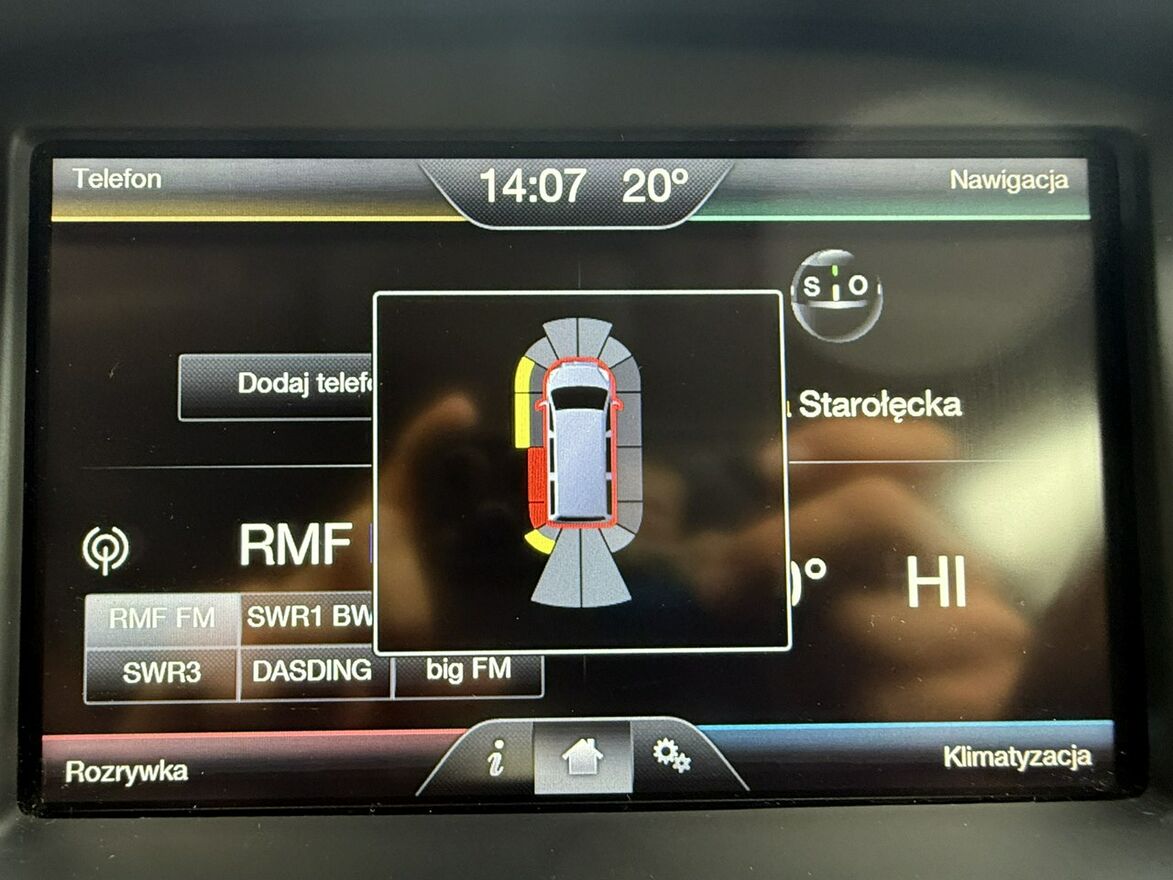 Telefon
14:07 20°
Nawigacja
S O
Dodaj telef
Starołęcka
RMF
0° HI
RMF FM SWR1 BW
SWR3 DASDING big FM
i
Rozrywka
Klimatyzacja